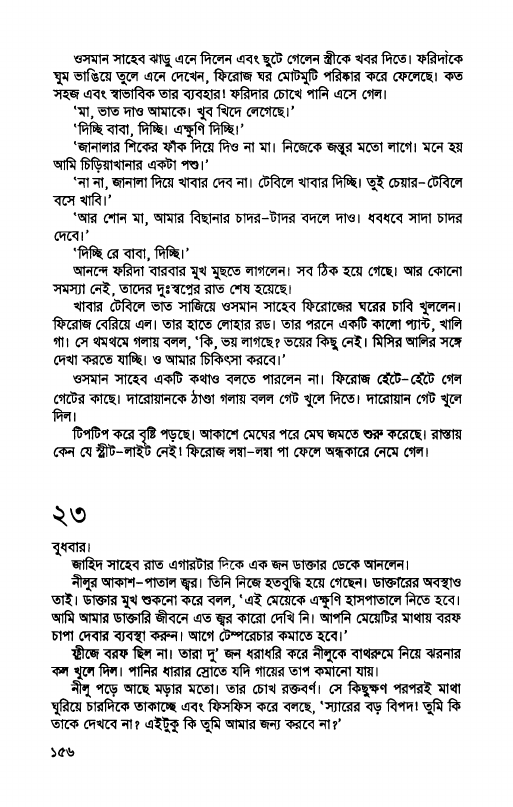 ওসমান সাহেব ঝাড়ু এনে দিলেন এবং ছুটে গেলেন স্ত্রীকে খবর দিতে। ফরিদাকে
ঘুম ভাঙিয়ে তুলে এনে দেখেন, ফিরোজ ঘর মোটমুটি পরিষ্কার করে ফেলেছে। কত
সহজ এবং স্বাভাবিক তার ব্যবহার! ফরিদার চোখে পানি এসে গেল।
‘মা, ভাত দাও আমাকে। খুব খিদে লেগেছে।’
‘দিচ্ছি বাবা, দিচ্ছি। এক্ষুণি দিচ্ছি।’
‘জানালার শিকের ফাঁক দিয়ে দিও না মা। নিজেকে জন্তুর মতো লাগে। মনে হয়
আমি চিড়িয়াখানার একটা পশু।’
‘না না, জানালা দিয়ে খাবার দেব না। টেবিলে খাবার দিচ্ছি। তুই চেয়ার–টেবিলে
বসে খাবি।’
‘আর শোন মা, আমার বিছানার চাদর–টাদর বদলে দাও। ধবধবে সাদা চাদর
দেবে।’
‘দিচ্ছি রে বাবা, দিচ্ছি।’
আনন্দে ফরিদা বারবার মুখ মুছতে লাগলেন। সব ঠিক হয়ে গেছে। আর কোনো
সমস্যা নেই, তাদের দুঃস্বপ্নের রাত শেষ হয়েছে।
খাবার টেবিলে ভাত সাজিয়ে ওসমান সাহেব ফিরোজের ঘরের চাবি খুললেন।
ফিরোজ বেরিয়ে এল। তার হাতে লোহার রড। তার পরনে একটি কালো প্যান্ট, খালি
গা। সে থমথমে গলায় বলল, ‘কি, ভয় লাগছে? ভয়ের কিছু নেই। মিসির আলির সঙ্গে
দেখা করতে যাচ্ছি। ও আমার চিকিৎসা করবে।’
ওসমান সাহেব একটি কথাও বলতে পারলেন না। ফিরোজ হেঁটে–হেঁটে গেল
গেটের কাছে। দারোয়ানকে ঠাণ্ডা গলায় বলল গেট খুলে দিতে। দারোয়ান গেট খুলে
দিল।
টিপটিপ করে বৃষ্টি পড়ছে। আকাশে মেঘের পরে মেঘ জমতে শুরু করেছে। রাস্তায়
কেন যে স্ট্রীট–লাইট নেই! ফিরোজ লম্বা–লম্বা পা ফেলে অন্ধকারে নেমে গেল।
২৩
বুধবার।
জাহিদ সাহেব রাত এগারটার দিকে এক জন ডাক্তার ডেকে আনলেন।
নীলুর আকাশ–পাতাল জ্বর। তিনি নিজে হতবুদ্ধি হয়ে গেছেন। ডাক্তারের অবস্থাও
তাই। ডাক্তার মুখ শুকনো করে বলল, ‘এই মেয়েকে এক্ষুণি হাসপাতালে নিতে হবে।
আমি আমার ডাক্তারি জীবনে এত জ্বর কারো দেখি নি। আপনি মেয়েটির মাথায় বরফ
চাপা দেবার ব্যবস্থা করুন। আগে টেম্পারেচার কমাতে হবে।’
ফ্রীজে বরফ ছিল না। তারা দু’ জন ধরাধরি করে নীলুকে বাথরুমে নিয়ে ঝরনার
কল খুলে দিল। পানির ধারার স্রোতে যদি গায়ের তাপ কমানো যায়।
নীলু পড়ে আছে মড়ার মতো। তার চোখ রক্তবর্ণ। সে কিছুক্ষণ পরপরই মাথা
ঘুরিয়ে চারদিকে তাকাচ্ছে এবং ফিসফিস করে বলছে, ‘স্যারের বড় বিপদ! তুমি কি
তাকে দেখবে না? এইটুকু কি তুমি আমার জন্য করবে না?’
১৫৬